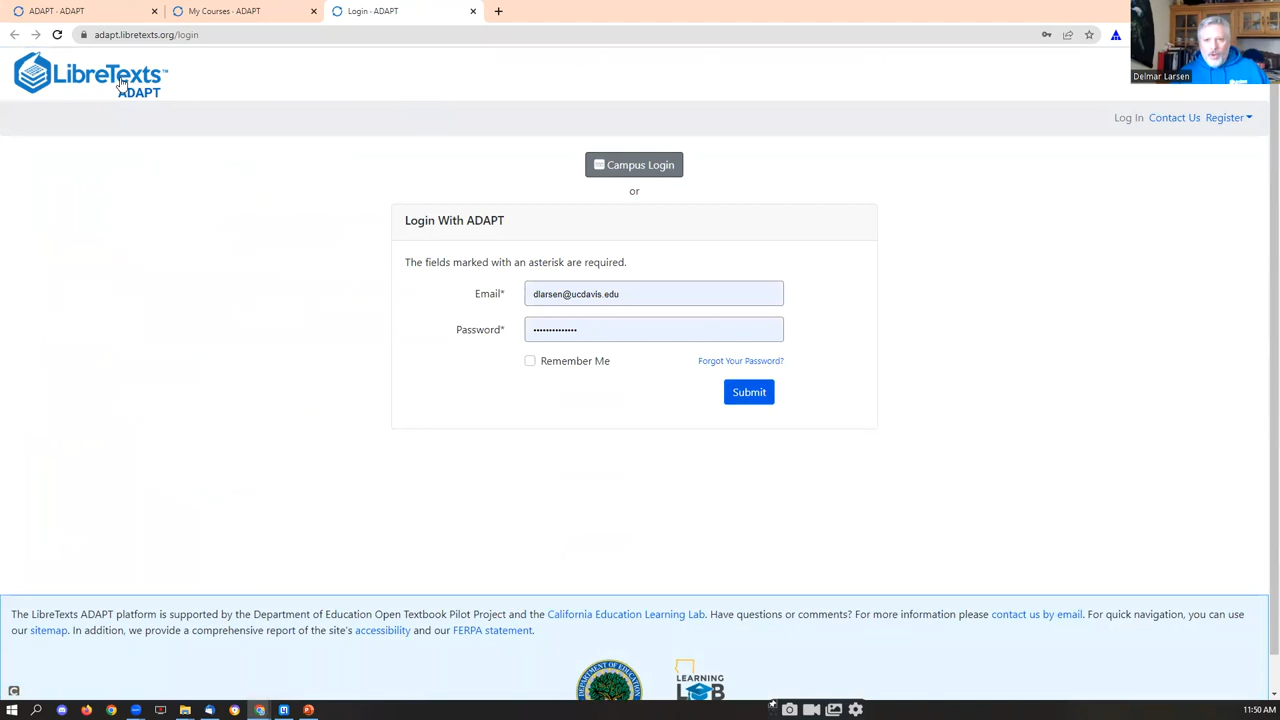 ADAPT - ADAPT
My Courses - ADAPT
Login - ADAPT
adapt.libretexts.org/login
Delmar Larsen
LibreTexts™
ADAPT
Log In Contact Us Register
Campus Login
or
Login With ADAPT
The fields marked with an asterisk are required.
Email* dlarsen@ucdavis.edu
Password* ••••••••••••••
Remember Me Forgot Your Password?
Submit
The LibreTexts ADAPT platform is supported by the Department of Education Open Textbook Pilot Project and the California Education Learning Lab. Have questions or comments? For more information please contact us by email. For quick navigation, you can use
our sitemap. In addition, we provide a comprehensive report of the site's accessibility and our FERPA statement.
DEPARTMENT OF EDUCATION
LEARNING
LAB
11:50 AM